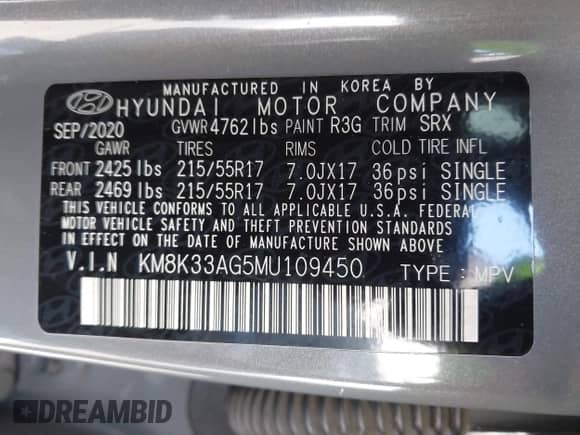 MANUFACTURED IN KOREA BY
HYUNDAI MOTOR COMPANY
SEP/2020 GVWR 4762lbs PAINT R3G TRIM SRX
GAWR TIRES RIMS COLD TIRE INFL
FRONT 2425lbs 215/55R17 7.0JX17 36psi SINGLE
REAR 2469lbs 215/55R17 7.0JX17 36psi SINGLE
THIS VEHICLE CONFORMS TO ALL APPLICABLE U.S.A. FEDERAL
MOTOR VEHICLE SAFETY AND THEFT PREVENTION STANDARDS
IN EFFECT ON THE DATE OF MANUFACTURE SHOWN ABOVE.
V.I.N KM8K33AG5MU109450 TYPE : MPV
DREAMBID